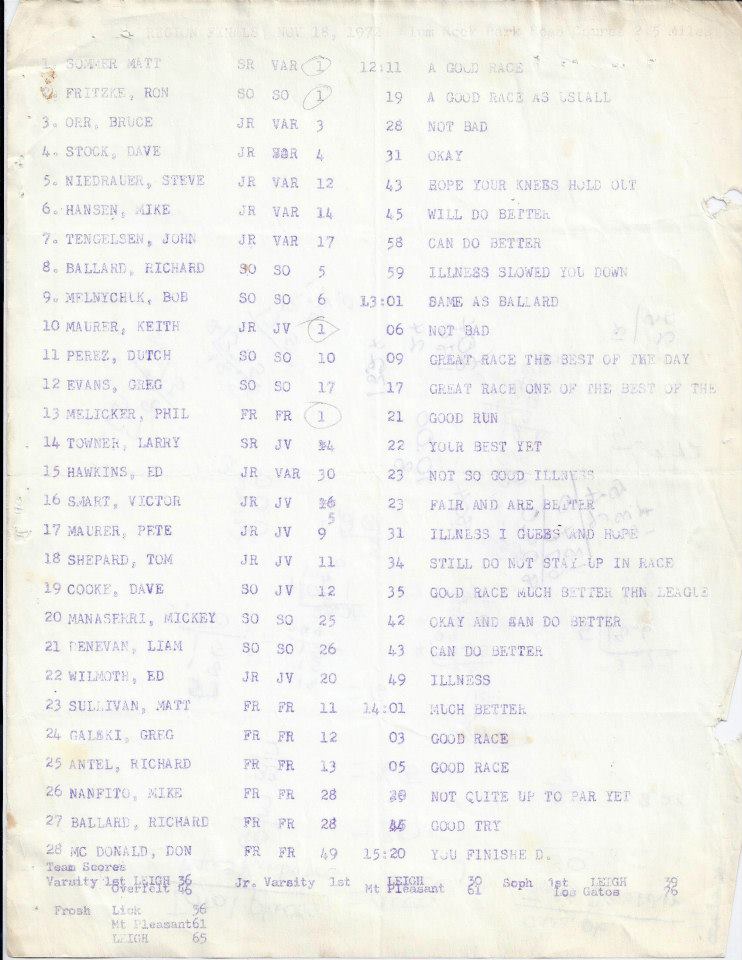 REGION FINALS NOV 18, 1972 Park Road Course 2.5 Miles
1. SOMMER MATT SR VAR 1 12:11 A GOOD RACE
2. FRITZKE, RON SO SO 1 19 A GOOD RACE AS USUALL
3. ORR, BRUCE JR VAR 3 28 NOT BAD
4. STOCK, DAVE JR VAR 4 31 OKAY
5. NIEDRAUER, STEVE JR VAR 12 43 HOPE YOUR KNEES HOLD OUT
6. HANSEN, MIKE JR VAR 14 45 WILL DO BETTER
7. TENGELSEN, JOHN JR VAR 17 58 CAN DO BETTER
8. BALLARD, RICHARD SO SO 5 59 ILLNESS SLOWED YOU DOWN
9. MELNYCHUK, BOB SO SO 6 13:01 SAME AS BALLARD
10 MAURER, KEITH JR JV 1 06 NOT BAD
11 PEREZ, DUTCH SO SO 10 09 GREAT RACE THE BEST OF THE DAY
12 EVANS, GREG SO SO 17 17 GREAT RACE ONE OF THE BEST OF THE
13 MELICKER, PHIL FR FR 1 21 GOOD RUN
14 TOWNER, LARRY SR JV 4 22 YOUR BEST YET
15 HAWKINS, ED JR VAR 30 23 NOT SO GOOD ILLNESS
16 SMART, VICTOR JR JV 5 23 FAIR AND ARE BETTER
17 MAURER, PETE JR JV 9 31 ILLNESS I GUEES AND HOPE
18 SHEPARD, TOM JR JV 11 34 STILL DO NOT STAY UP IN RACE
19 COOKE, DAVE SO JV 12 35 GOOD RACE MUCH BETTER THN LEAGUE
20 MANASERRI, MICKEY SO SO 25 42 OKAY AND CAN DO BETTER
21 DENEVAN, LIAM SO SO 26 43 CAN DO BETTER
22 WILMOTH, ED JR JV 20 49 ILLNESS
23 SULLIVAN, MATT FR FR 11 14:01 MUCH BETTER
24 GALSKI, GREG FR FR 12 03 GOOD RACE
25 ANTEL, RICHARD FR FR 13 05 GOOD RACE
26 NANFITO, MIKE FR FR 28 NOT QUITE UP TO PAR YET
27 BALLARD, RICHARD FR FR 28 GOOD TRY
28 MC DONALD, DON FR FR 49 15:20 YOU FINISHED.
Team Scores
Varsity 1st LEIGH 36 Jr. Varsity 1st LEIGH 30 Soph 1st LEIGH 39
Overfelt Mt Pleasant 61 Los Gatos
Frosh Lick 56
Mt Pleasant 61
LEIGH 65